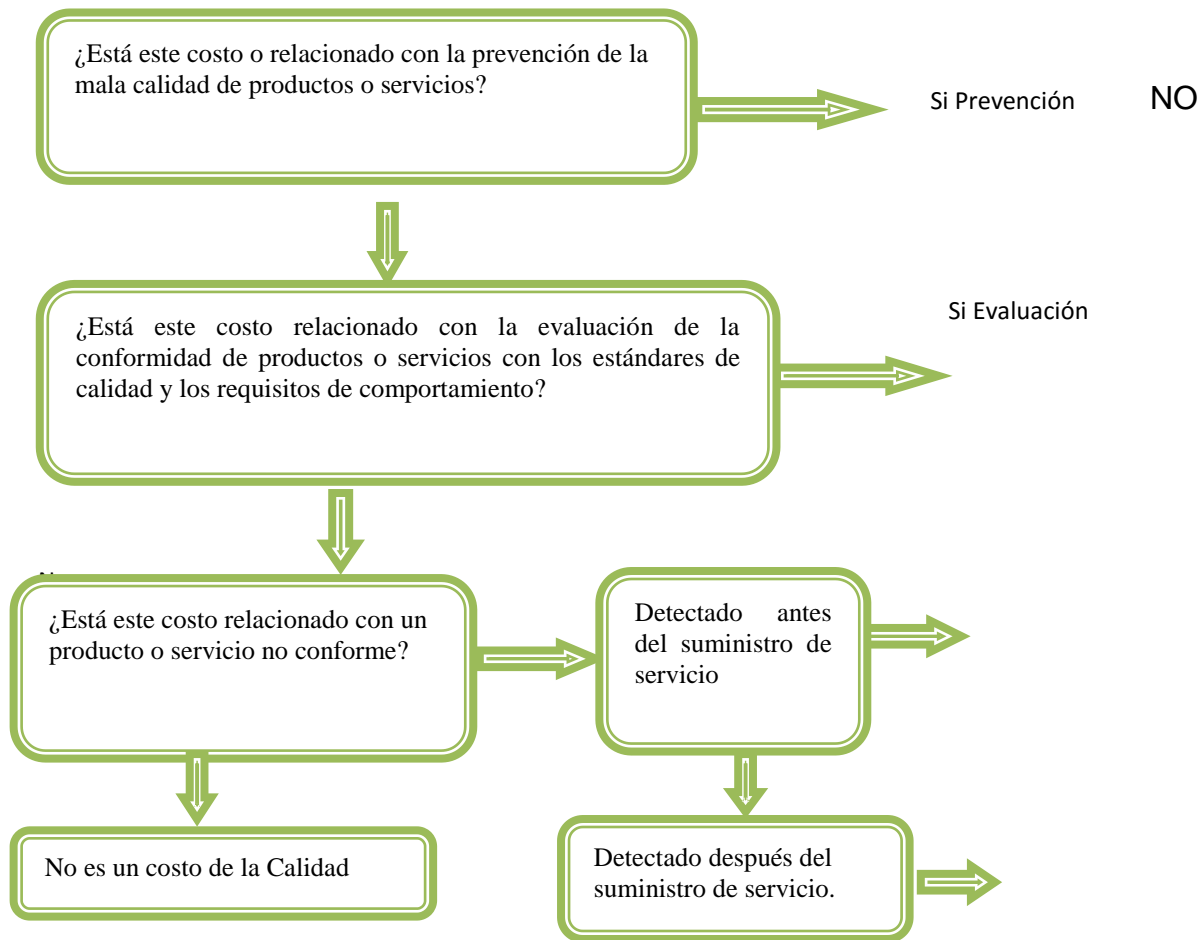 ¿Está este costo o relacionado con la prevención de la
mala calidad de productos o servicios?
Si Prevención
NO
¿Está este costo relacionado con la evaluación de la
conformidad de productos o servicios con los estándares de
calidad y los requisitos de comportamiento?
Si Evaluación
¿Está este costo relacionado con un
producto o servicio no conforme?
Detectado antes
del suministro de
servicio
No es un costo de la Calidad
Detectado después del
suministro de servicio.